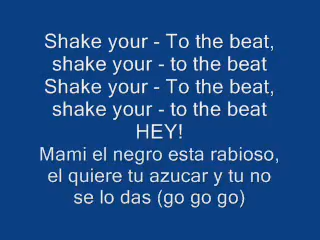 Shake your - To the beat,
shake your - to the beat
Shake your - To the beat,
shake your - to the beat
HEY!
Mami el negro esta rabioso,
el quiere tu azucar y tu no
se lo das (go go go)